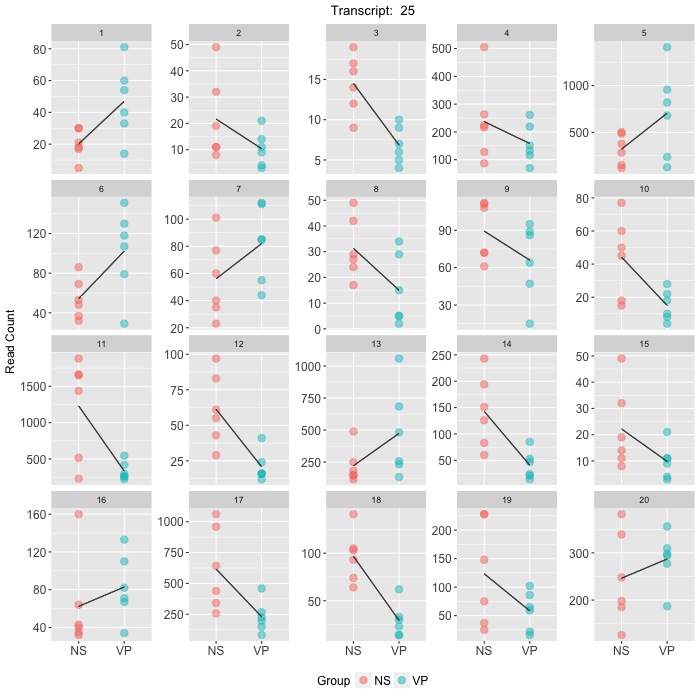 Transcript: 25
1 2 3 4 5
80 50 15 500 1000
60 40 10 400 500
40 30 5 300
20 20 200
10 100
6 7 8 9 10
120 100 50 90 80
80 80 40 60 60
40 60 30 30 40
40 20 20
20 10
0
Read Count
11 12 13 14 15
1500 100 1000 250 50
1000 75 750 200 40
500 50 500 150 30
25 250 100 20
50 10
16 17 18 19 20
160 1000 100 200 300
120 750 50 150 200
80 500 100
40 250 50
NS VP NS VP NS VP NS VP NS VP
Group NS VP